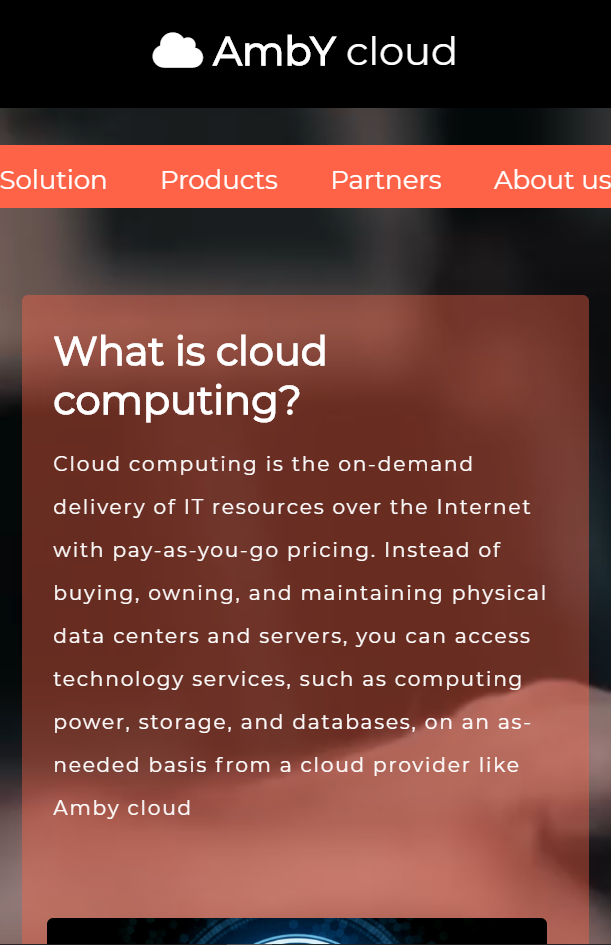 AmbY cloud
Solution Products Partners About us
What is cloud
computing?
Cloud computing is the on-demand
delivery of IT resources over the Internet
with pay-as-you-go pricing. Instead of
buying, owning, and maintaining physical
data centers and servers, you can access
technology services, such as computing
power, storage, and databases, on an as-
needed basis from a cloud provider like
Amby cloud